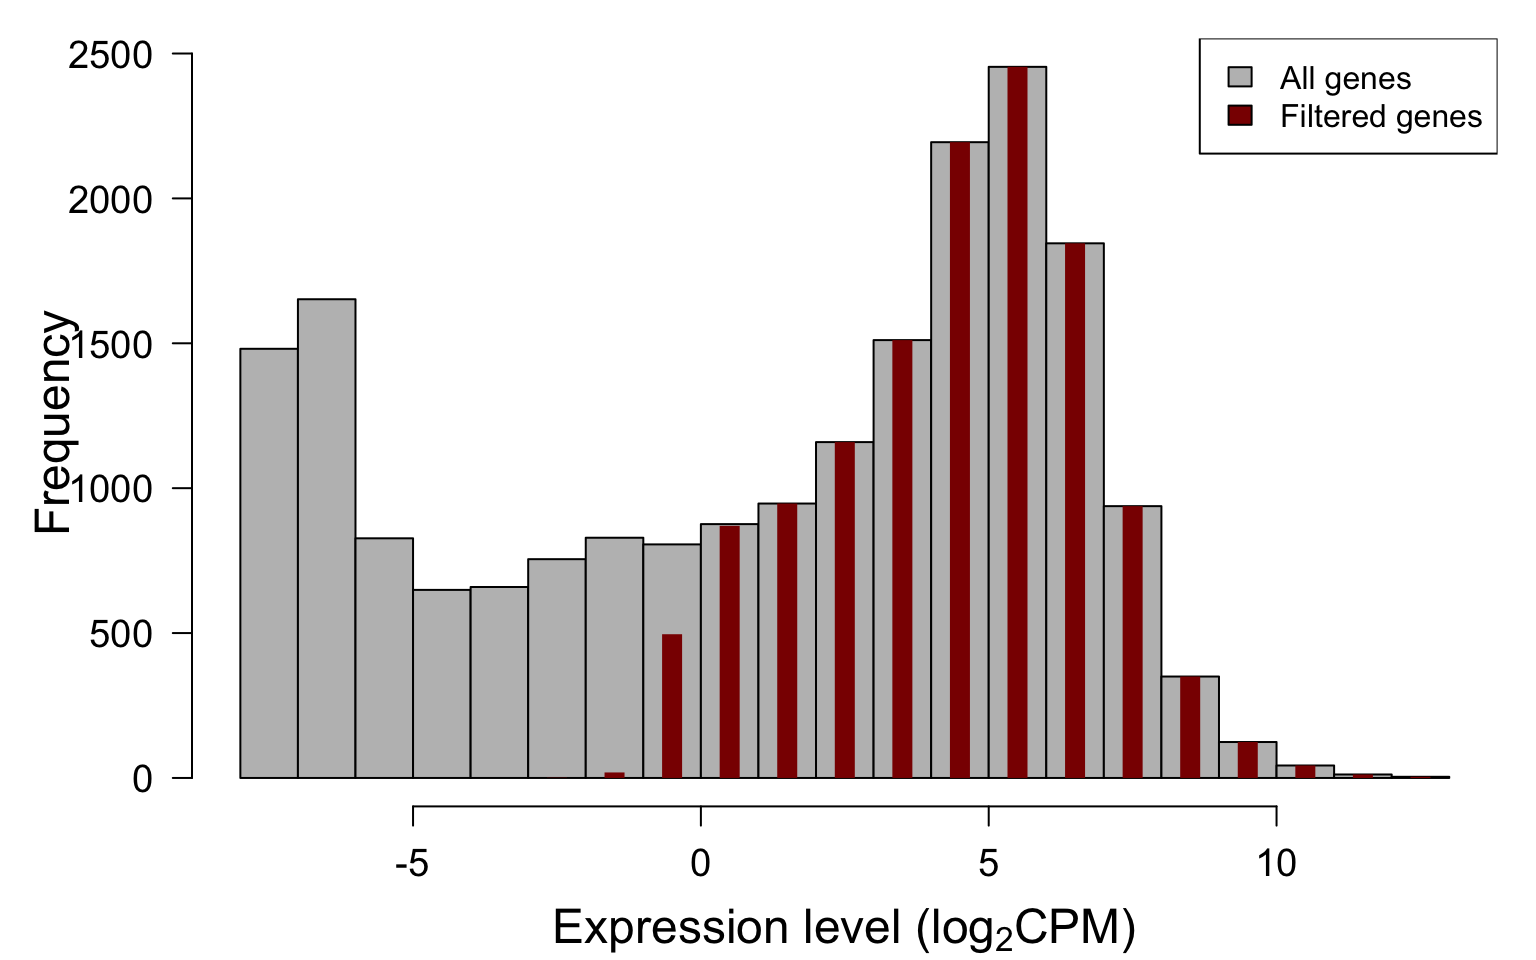 2500
2000
1500
1000
500
0
Frequency
All genes
Filtered genes
-5 0 5 10
Expression level (log₂CPM)